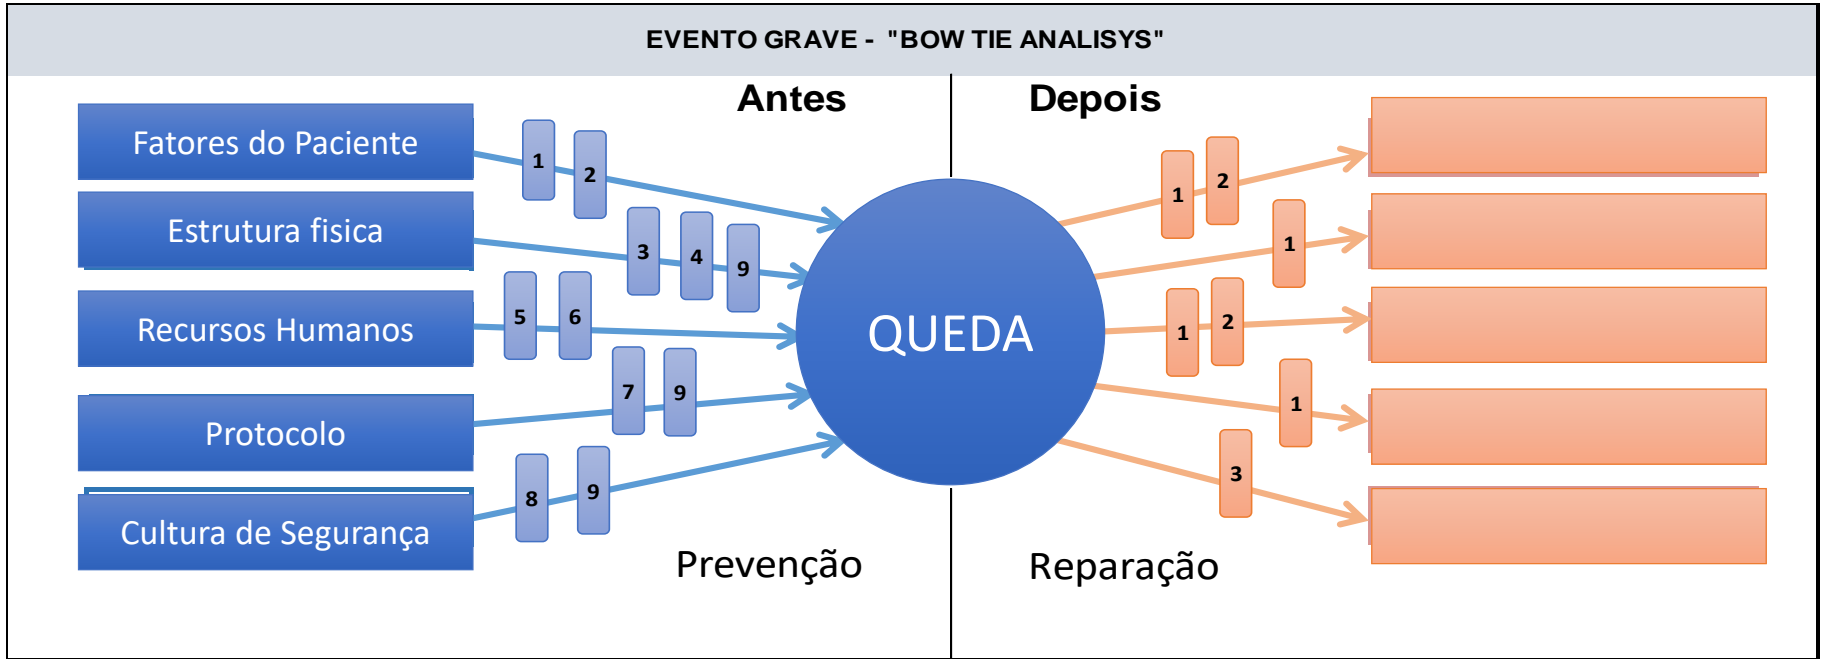 EVENTO GRAVE - "BOW TIE ANALISYS"
Antes
Depois
Fatores do Paciente
1
2
1
2
Estrutura fisica
3
4
9
1
Recursos Humanos
5
6
QUEDA
1
2
Protocolo
7
9
1
Cultura de Segurança
8
9
3
Prevenção
Reparação